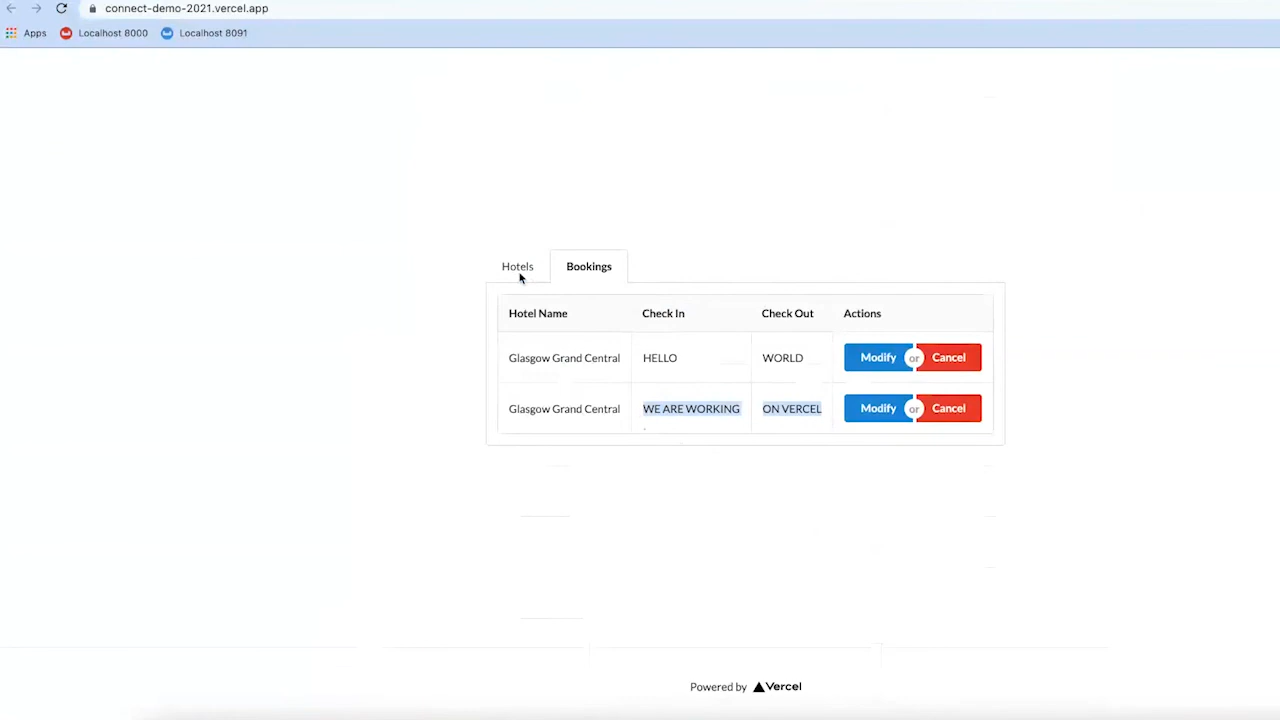 connect-demo-2021.vercel.app
Apps Localhost 8000 Localhost 8091
Hotels Bookings
Hotel Name Check In Check Out Actions
Glasgow Grand Central HELLO WORLD Modify or Cancel
Glasgow Grand Central WE ARE WORKING ON VERCEL Modify or Cancel
Powered by Vercel